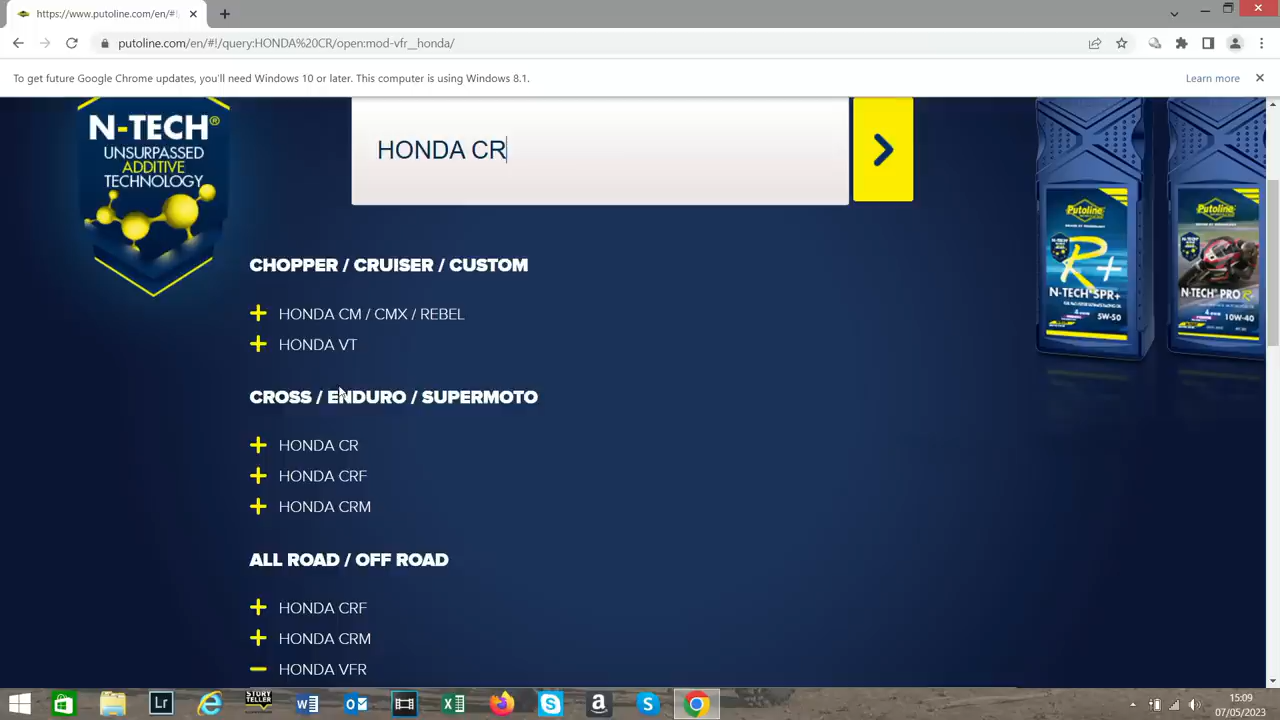 https://www.putoline.com/en/#!
putoline.com/en/#!/query:HONDA%20CR/open:mod-vfr__honda/
To get future Google Chrome updates, you'll need Windows 10 or later. This computer is using Windows 8.1.
Learn more
N-TECH®
UNSURPASSED
ADDITIVE
TECHNOLOGY
HONDA CR
CHOPPER / CRUISER / CUSTOM
HONDA CM / CMX / REBEL
HONDA VT
CROSS / ENDURO / SUPERMOTO
HONDA CR
HONDA CRF
HONDA CRM
ALL ROAD / OFF ROAD
HONDA CRF
HONDA CRM
HONDA VFR
Putoline
R+
N-TECH® SPR+
5W-50
Putoline
N-TECH® PRO R
10W-40
Lr
STORY
TELLER
15:09
07/05/2023